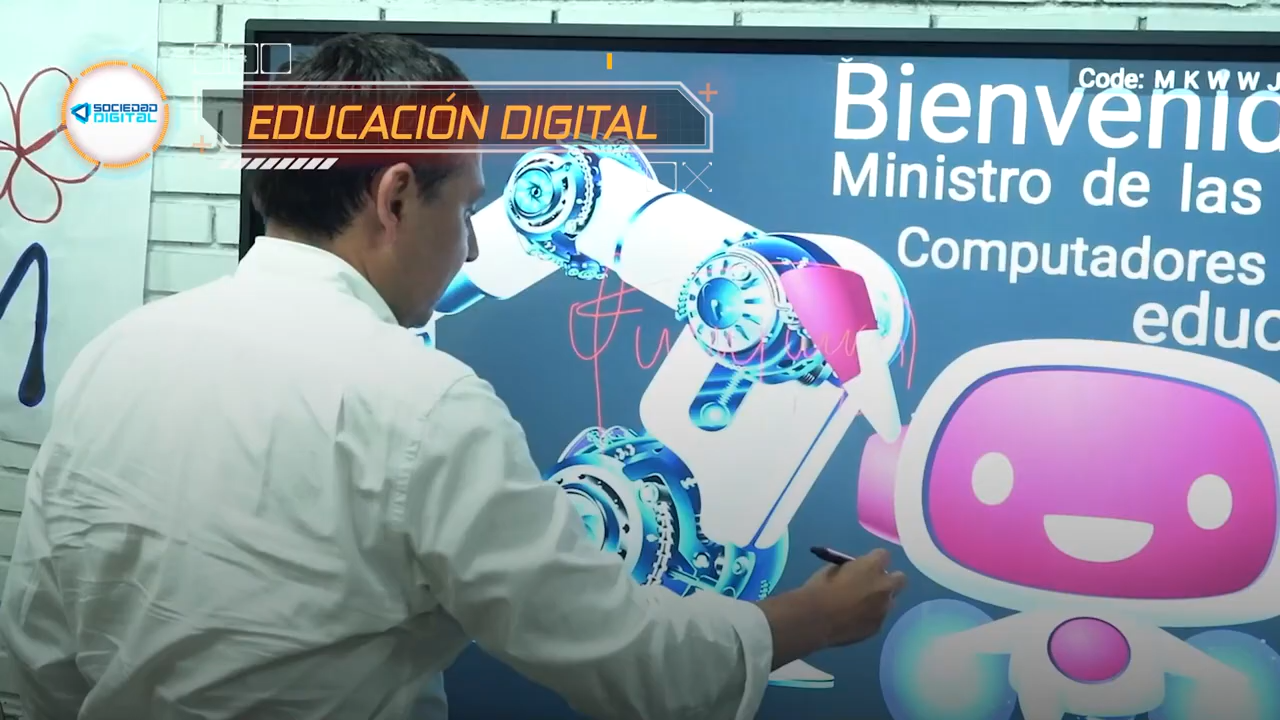 SOCIEDAD
DIGITAL
EDUCACIÓN DIGITAL
Code: M K W W J
Bienvenid
Ministro de las
Computadores
educ